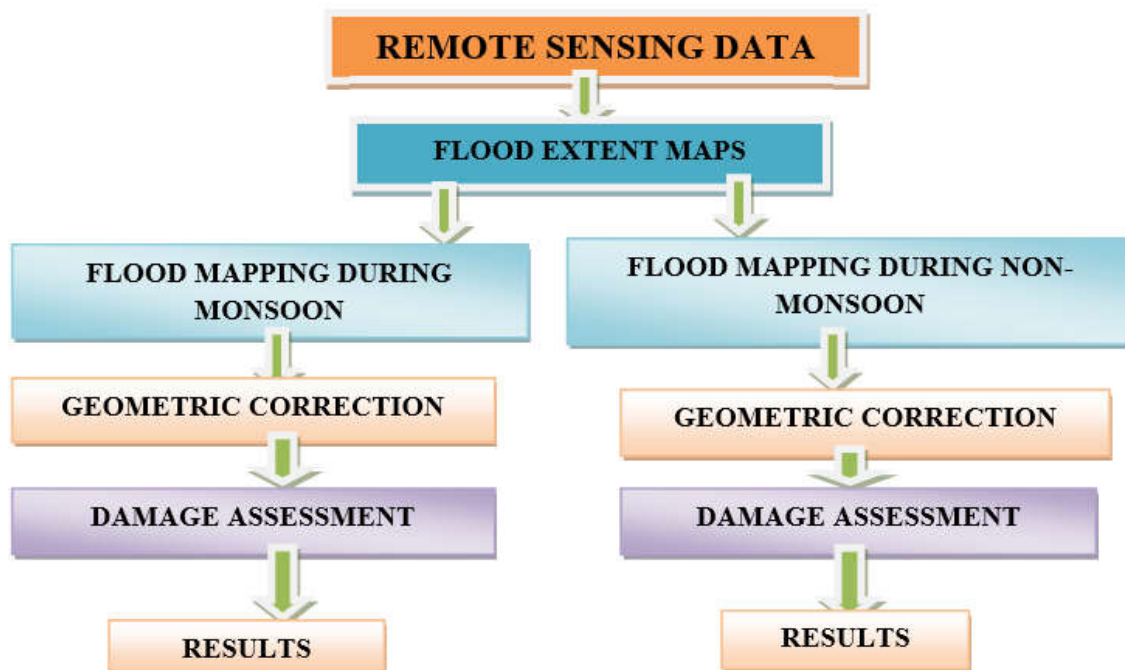 REMOTE SENSING DATA
FLOOD EXTENT MAPS
FLOOD MAPPING DURING
MONSOON
FLOOD MAPPING DURING NON-
MONSOON
GEOMETRIC CORRECTION
GEOMETRIC CORRECTION
DAMAGE ASSESSMENT
DAMAGE ASSESSMENT
RESULTS
RESULTS